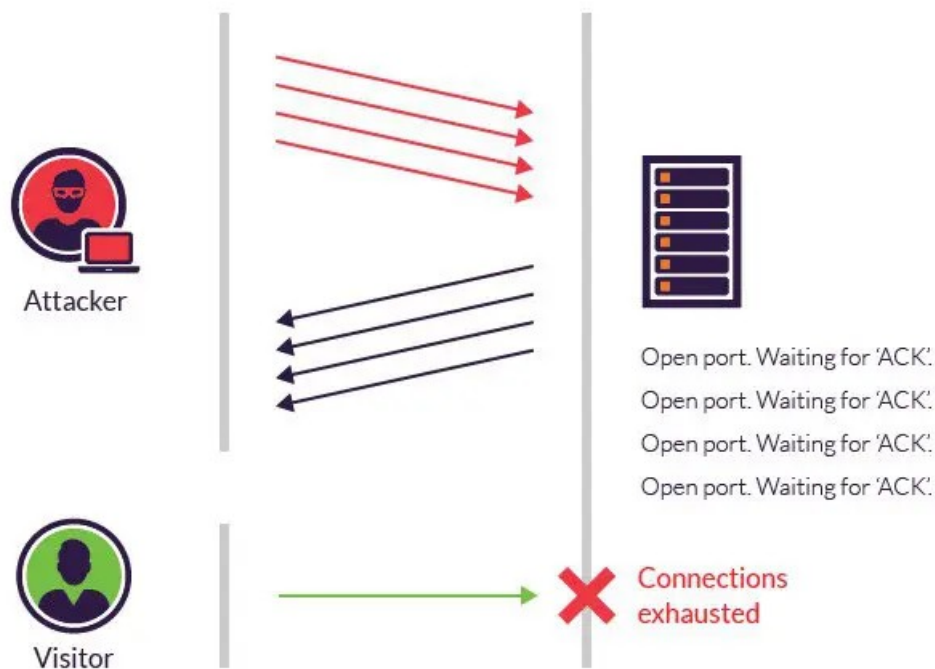 Attacker
Open port. Waiting for ‘ACK’.
Open port. Waiting for ‘ACK’.
Open port. Waiting for ‘ACK’.
Open port. Waiting for ‘ACK’.
Visitor
Connections
exhausted